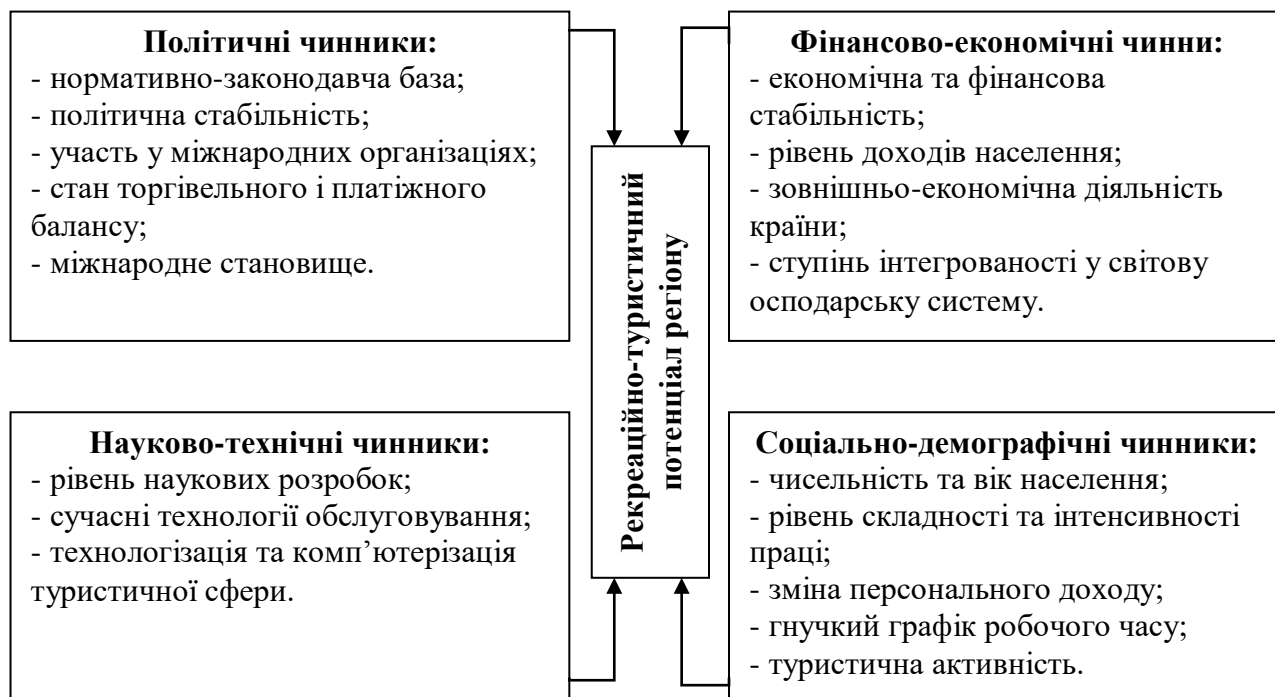 Політичні чинники:
- нормативно-законодавча база;
- політична стабільність;
- участь у міжнародних організаціях;
- стан торгівельного і платіжного
балансу;
- міжнародне становище.
Фінансово-економічні чинни:
- економічна та фінансова
стабільність;
- рівень доходів населення;
- зовнішньо-економічна діяльність
країни;
- ступінь інтегрованості у світову
осподарську систему.
Рекреаційно-туристичний
потенціал регіону
Науково-технічні чинники:
- рівень наукових розробок;
- сучасні технології обслуговування;
- технологізація та комп’ютерізація
туристичної сфери.
Соціально-демографічні чинники:
- чисельність та вік населення;
- рівень складності та інтенсивності
праці;
- зміна персонального доходу;
- гнучкий графік робочого часу;
- туристична активність.